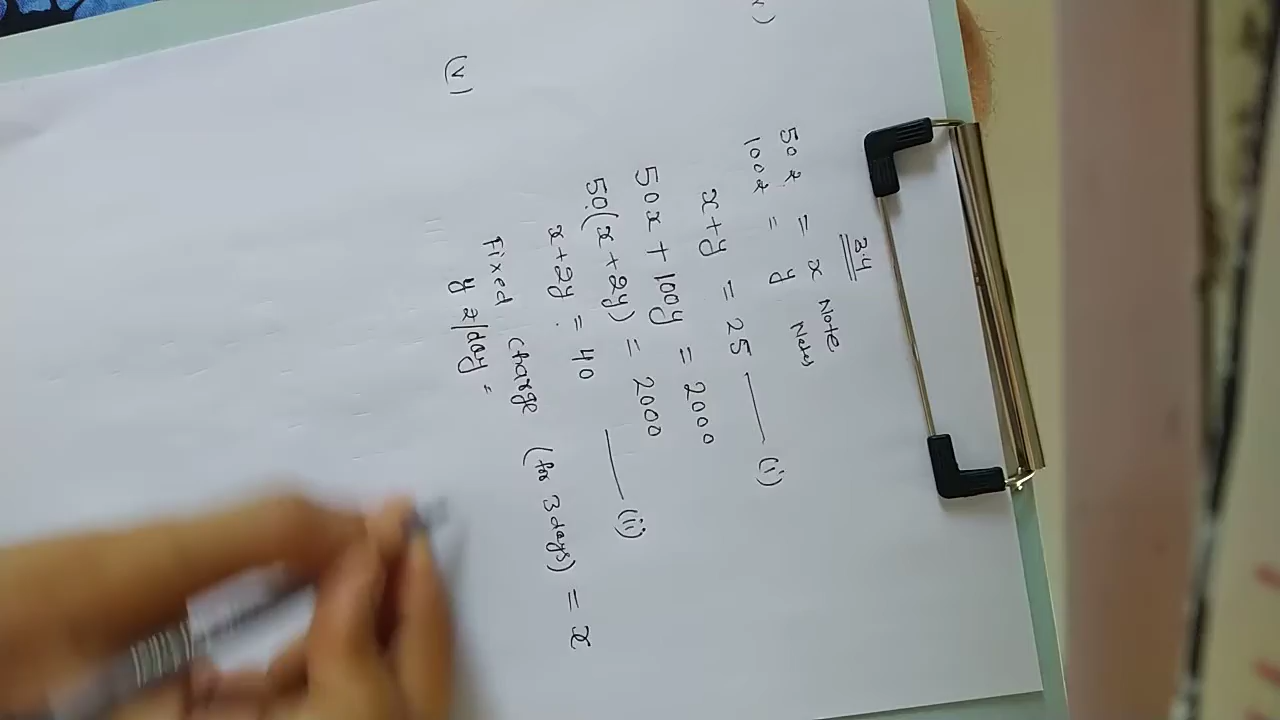 3.4
50 ₹ = x Note
100 ₹ = y Notes
x+y = 25 —— (i)
50x + 100y = 2000
50(x+2y) = 2000
x+2y = 40 —— (ii)
(v) Fixed charge (for 3 days) = x
y ₹/day =